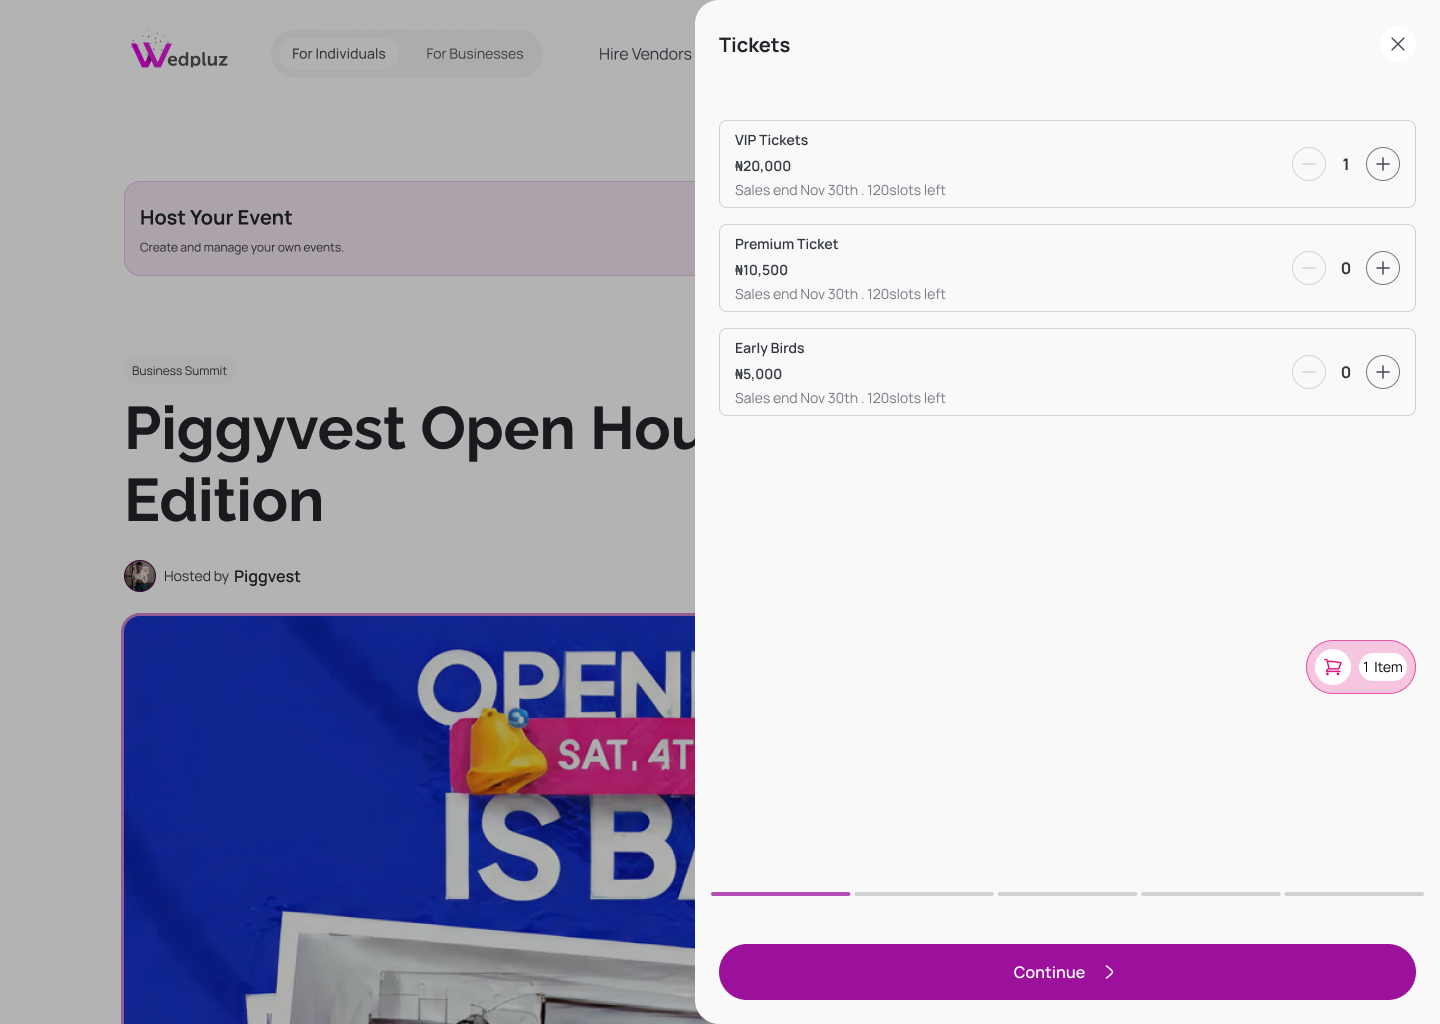 Wedpluz
For Individuals
For Businesses
Hire Vendors
Host Your Event
Create and manage your own events.
Business Summit
Piggyvest Open Hou
Edition
Hosted by Piggvest
OPEN
SAT, 4T
IS BA
Tickets
VIP Tickets
₦20,000
Sales end Nov 30th . 120slots left
1
Premium Ticket
₦10,500
Sales end Nov 30th . 120slots left
0
Early Birds
₦5,000
Sales end Nov 30th . 120slots left
0
1 Item
Continue